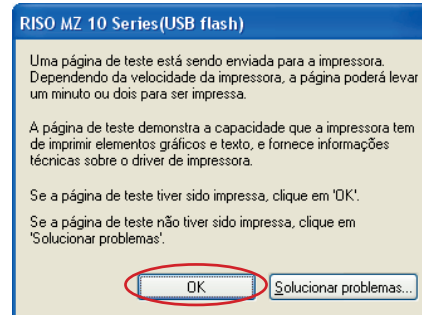 RISO MZ 10 Series(USB flash)
Uma página de teste está sendo enviada para a impressora.
Dependendo da velocidade da impressora, a página poderá levar
um minuto ou dois para ser impressa.
A página de teste demonstra a capacidade que a impressora tem
de imprimir elementos gráficos e texto, e fornece informações
técnicas sobre o driver de impressora.
Se a página de teste tiver sido impressa, clique em 'OK'.
Se a página de teste não tiver sido impressa, clique em
'Solucionar problemas'.
OK
Solucionar problemas...